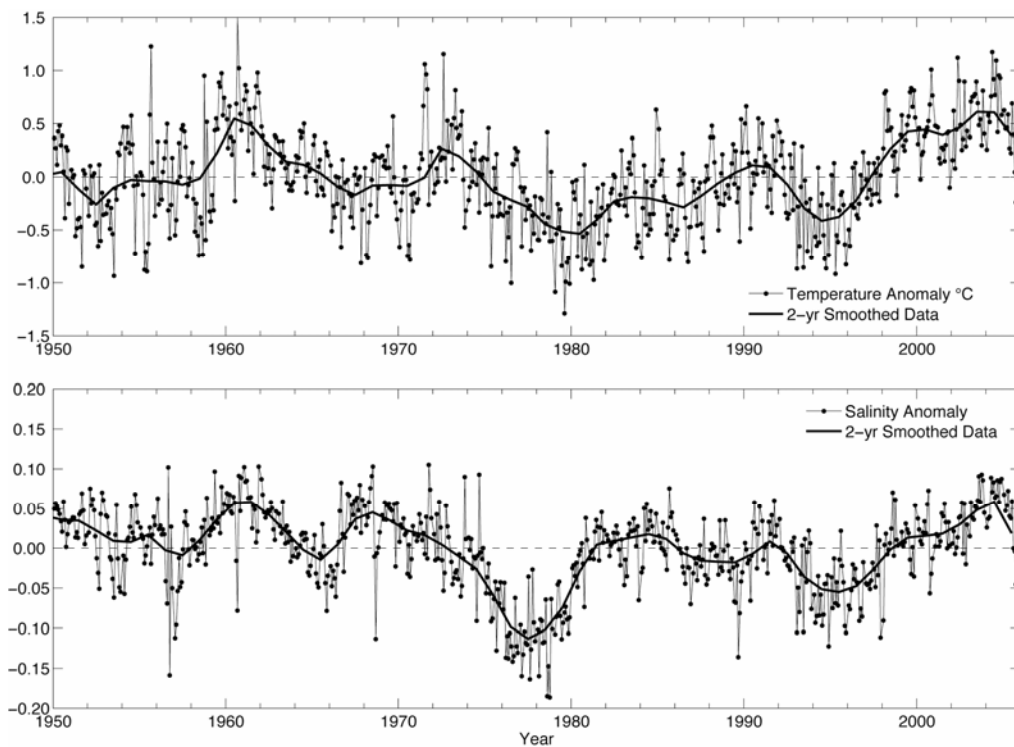 1.5
1.0
0.5
0.0
−0.5
−1.0
−1.5
Temperature Anomaly °C
2−yr Smoothed Data
1950 1960 1970 1980 1990 2000
0.20
0.15
0.10
0.05
0.00
−0.05
−0.10
−0.15
−0.20
Salinity Anomaly
2−yr Smoothed Data
1950 1960 1970 1980 1990 2000
Year